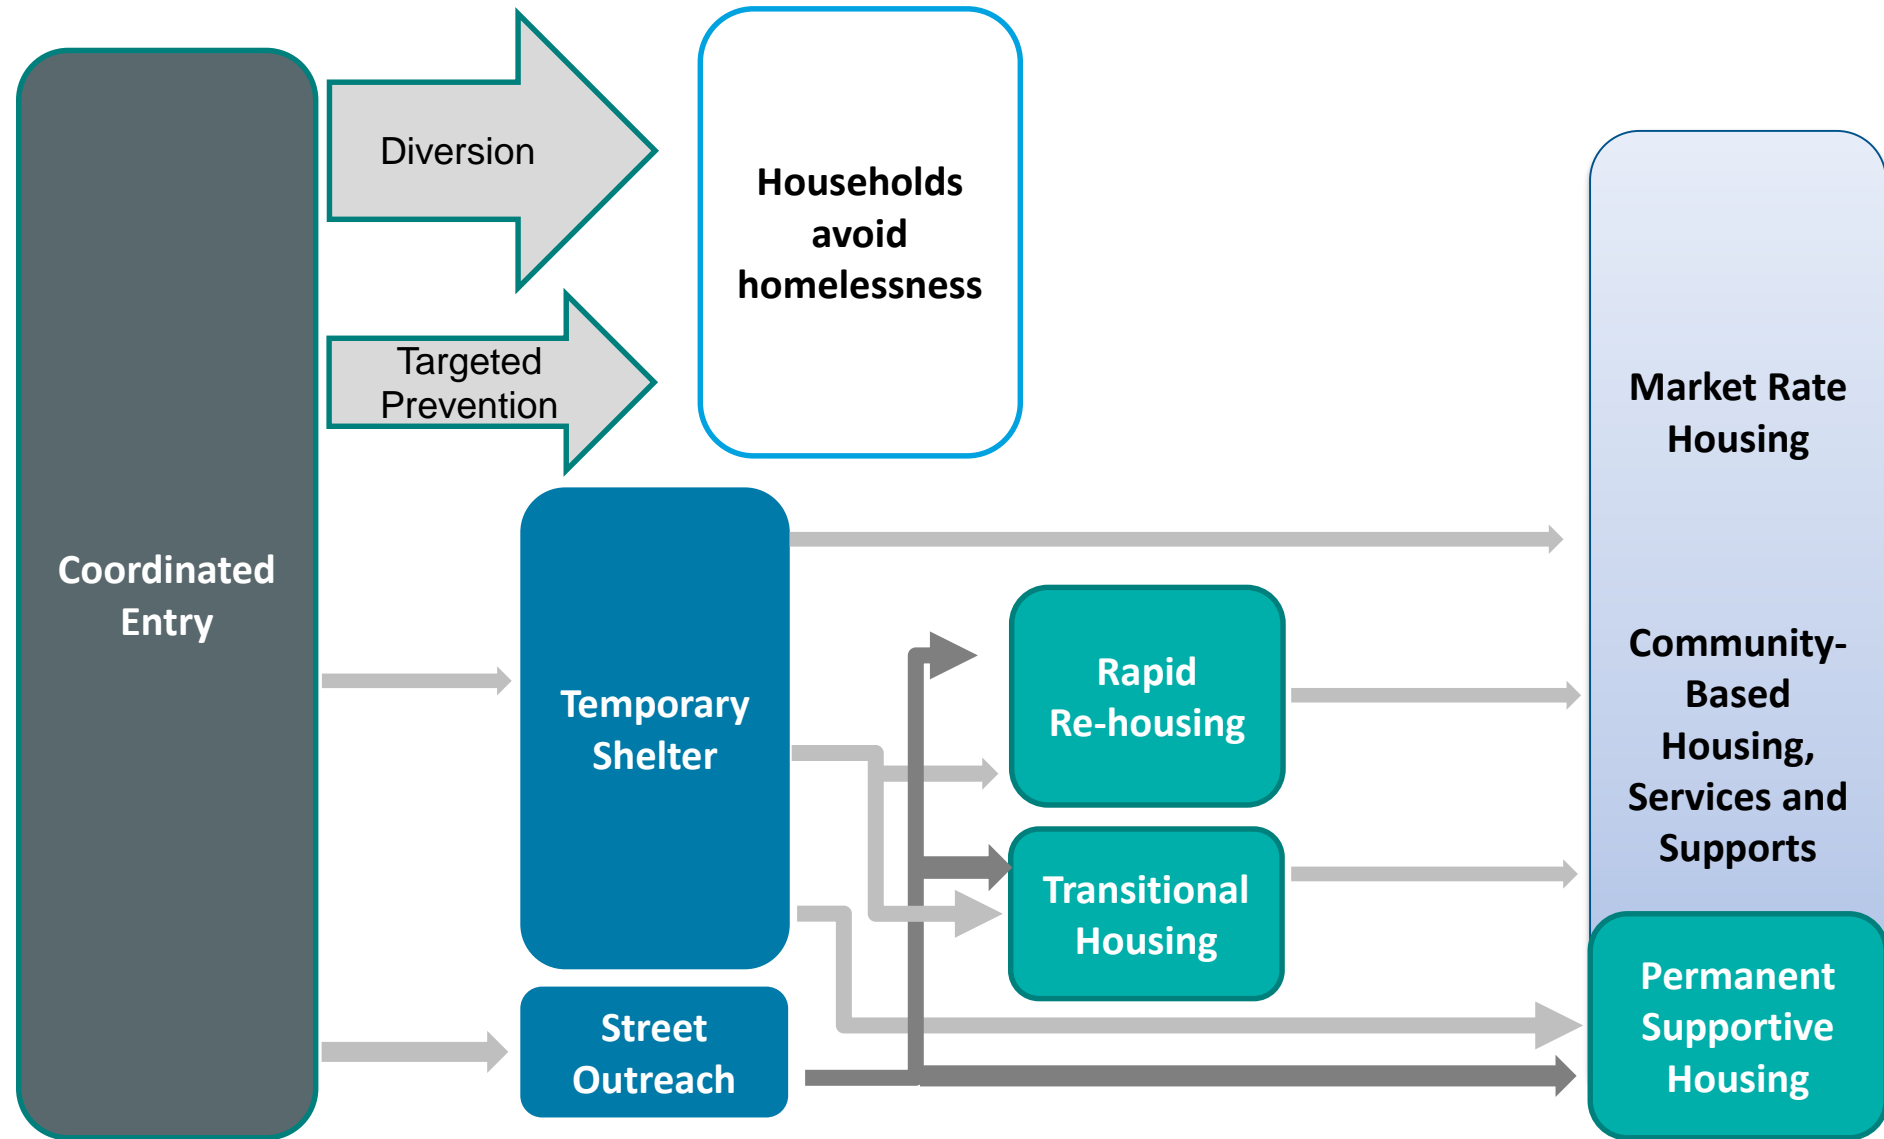 Coordinated
Entry
Diversion
Targeted
Prevention
Households
avoid
homelessness
Temporary
Shelter
Street
Outreach
Rapid
Re-housing
Transitional
Housing
Market Rate
Housing
Community-
Based
Housing,
Services and
Supports
Permanent
Supportive
Housing